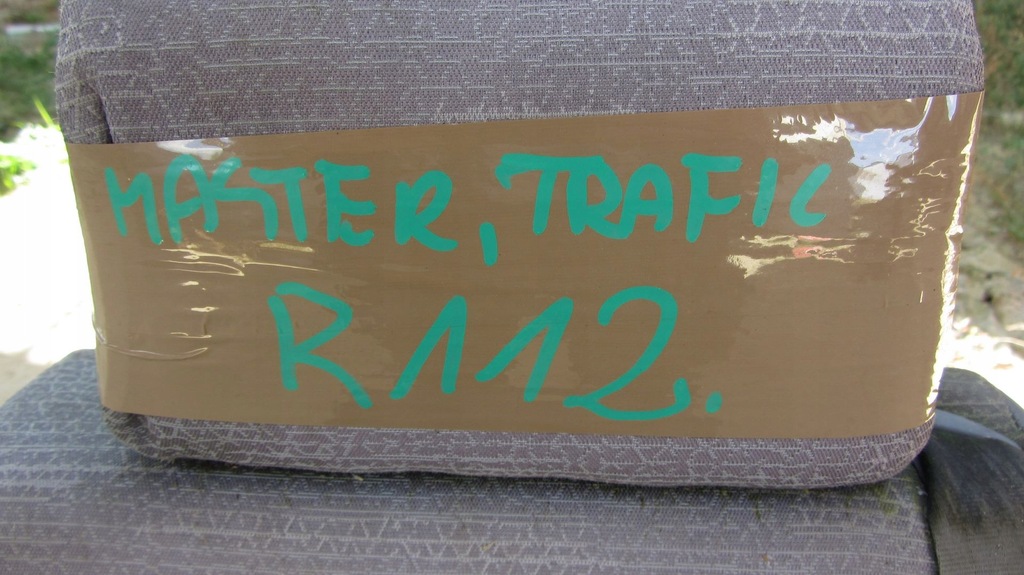 MASTER, TRAFIC
R112.